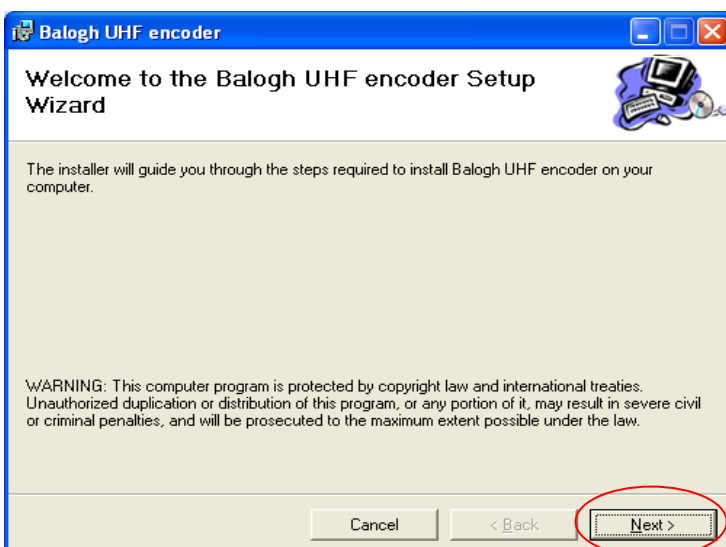 Balogh UHF encoder
Welcome to the Balogh UHF encoder Setup
Wizard
The installer will guide you through the steps required to install Balogh UHF encoder on your
computer.
WARNING: This computer program is protected by copyright law and international treaties.
Unauthorized duplication or distribution of this program, or any portion of it, may result in severe civil
or criminal penalties, and will be prosecuted to the maximum extent possible under the law.
Cancel < Back Next >